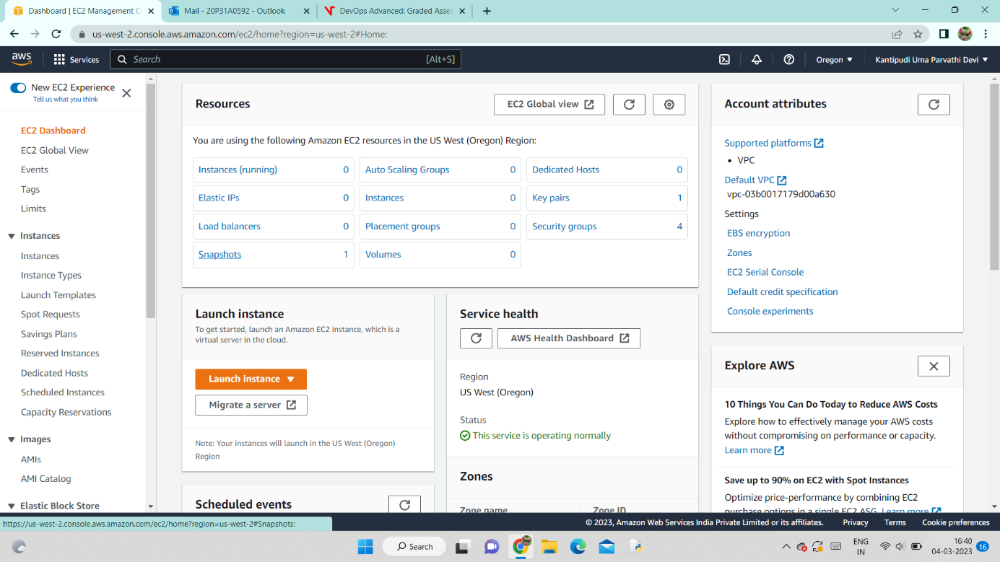 Dashboard | EC2 Management C
Mail - 20P31A0592 - Outlook
DevOps Advanced: Graded Asses
us-west-2.console.aws.amazon.com/ec2/home?region=us-west-2#Home:
aws
Services
Search
[Alt+S]
Oregon
Kantipudi Uma Parvathi Devi
New EC2 Experience
Tell us what you think
EC2 Dashboard
EC2 Global View
Events
Tags
Limits
Instances
Instances
Instance Types
Launch Templates
Spot Requests
Savings Plans
Reserved Instances
Dedicated Hosts
Scheduled Instances
Capacity Reservations
Images
AMIs
AMI Catalog
Elastic Block Store
Resources
EC2 Global view
You are using the following Amazon EC2 resources in the US West (Oregon) Region:
Instances (running) 0
Auto Scaling Groups 0
Dedicated Hosts 0
Elastic IPs 0
Instances 0
Key pairs 1
Load balancers 0
Placement groups 0
Security groups 4
Snapshots 1
Volumes 0
Launch instance
To get started, launch an Amazon EC2 instance, which is a
virtual server in the cloud.
Launch instance
Migrate a server
Note: Your instances will launch in the US West (Oregon)
Region
Scheduled events
Service health
AWS Health Dashboard
Region
US West (Oregon)
Status
This service is operating normally
Zones
Zone name
Zone ID
Account attributes
Supported platforms
• VPC
Default VPC
vpc-03b0017179d00a630
Settings
EBS encryption
Zones
EC2 Serial Console
Default credit specification
Console experiments
Explore AWS
10 Things You Can Do Today to Reduce AWS Costs
Explore how to effectively manage your AWS costs
without compromising on performance or capacity.
Learn more
Save up to 90% on EC2 with Spot Instances
Optimize price-performance by combining EC2
purchase options in a single EC2 ASG. Learn more
https://us-west-2.console.aws.amazon.com/ec2/home?region=us-west-2#Snapshots:
© 2023, Amazon Web Services India Private Limited or its affiliates.
Privacy
Terms
Cookie preferences
Search
ENG
IN
16:40
04-03-2023
16